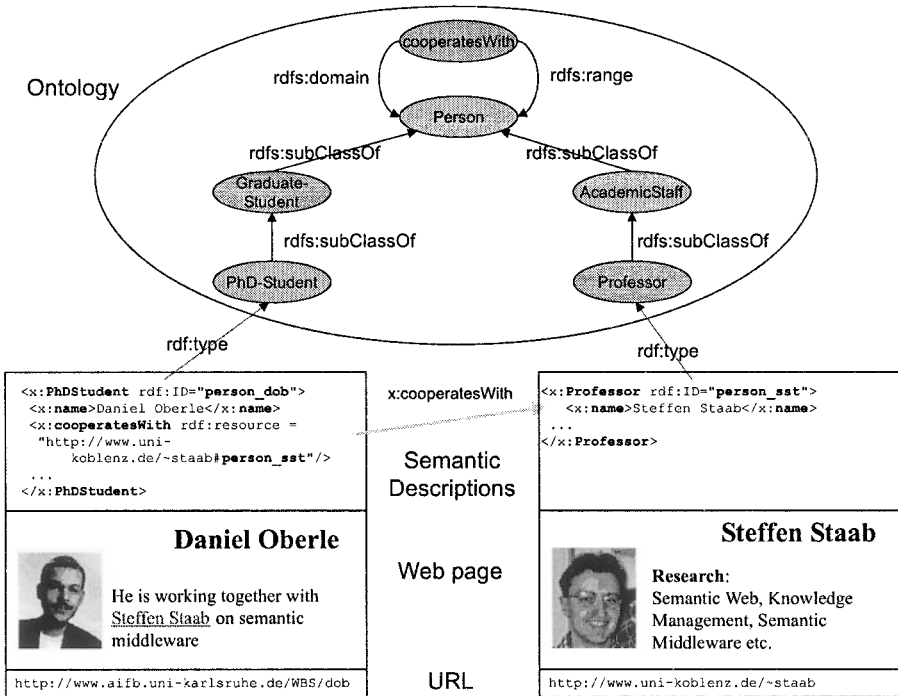 cooperatesWith
rdfs:domain
rdfs:range
Ontology
Person
rdfs:subClassOf
rdfs:subClassOf
Graduate-
Student
AcademicStaff
rdfs:subClassOf
rdfs:subClassOf
PhD-Student
Professor
rdf:type
rdf:type
<x:PhDStudent rdf:ID="person_dob">
<x:name>Daniel Oberle</x:name>
<x:cooperatesWith rdf:resource =
"http://www.uni-
koblenz.de/~staab#person_sst"/>
...
</x:PhDStudent>
x:cooperatesWith
<x:Professor rdf:ID="person_sst">
<x:name>Steffen Staab</x:name>
...
</x:Professor>
Semantic
Descriptions
Daniel Oberle
He is working together with
Steffen Staab on semantic
middleware
Web page
Steffen Staab
Research:
Semantic Web, Knowledge
Management, Semantic
Middleware etc.
http://www.aifb.uni-karlsruhe.de/WBS/dob
URL
http://www.uni-koblenz.de/~staab